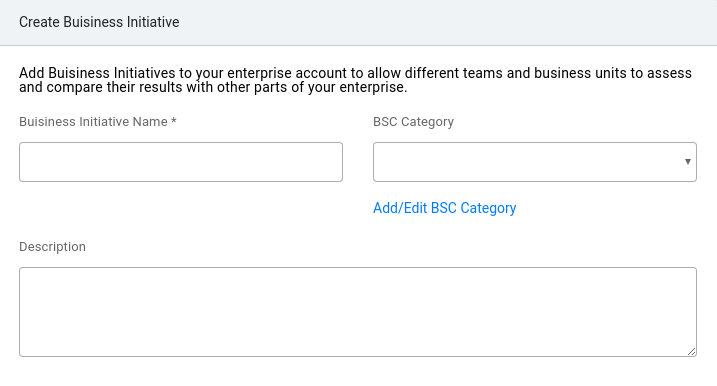 Create Buisiness Initiative
Add Buisiness Initiatives to your enterprise account to allow different teams and business units to assess
and compare their results with other parts of your enterprise.
Buisiness Initiative Name *
BSC Category
Add/Edit BSC Category
Description